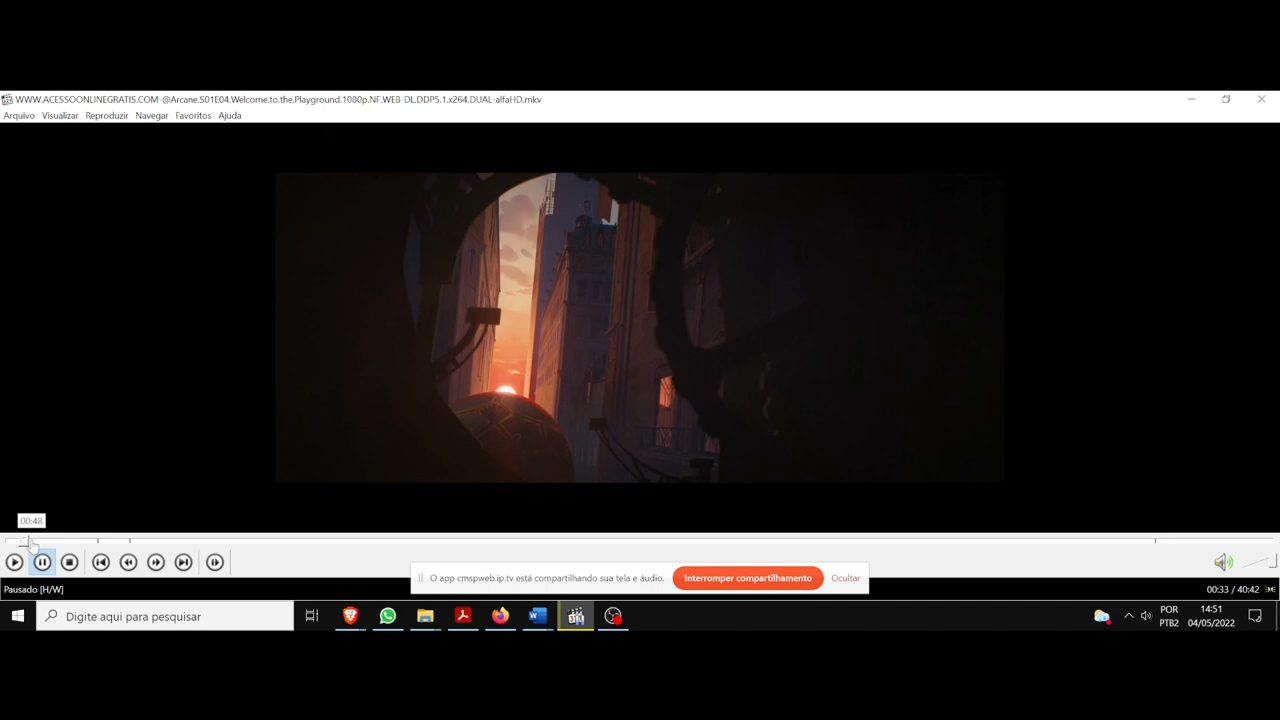 WWW.ACESSOONLINEGRATIS.COM-@Arcane.S01E04.Welcome.to.the.Playground.1080p.NF.WEB-DL.DDP5.1.x264.DUAL-alfaHD.mkv
Arquivo Visualizar Reproduzir Navegar Favoritos Ajuda
00:48
O app cmspweb.ip.tv está compartilhando sua tela e áudio. Interromper compartilhamento Ocultar
Pausado [H/W] 00:33 / 40:42
Digite aqui para pesquisar
POR 14:51
PTB2 04/05/2022